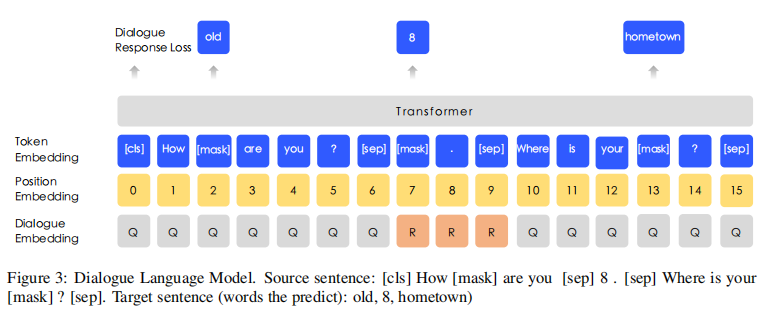 Dialogue
Response Loss
old 8 hometown
Transformer
Token
Embedding
[cls] How [mask] are you ? [sep] [mask] . [sep] Where is your [mask] ? [sep]
Position
Embedding
0 1 2 3 4 5 6 7 8 9 10 11 12 13 14 15
Dialogue
Embedding
Q Q Q Q Q Q Q R R R Q Q Q Q Q Q
Figure 3: Dialogue Language Model. Source sentence: [cls] How [mask] are you [sep] 8 . [sep] Where is your
[mask] ? [sep]. Target sentence (words the predict): old, 8, hometown)